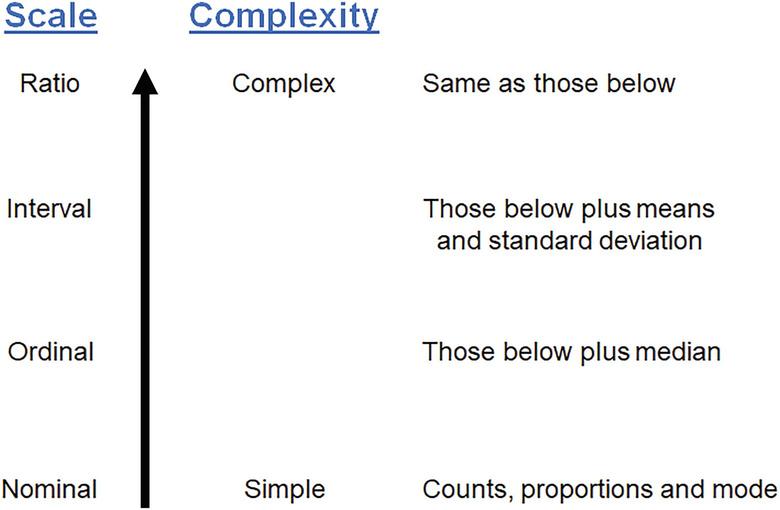 Scale Complexity
Ratio Complex Same as those below
Interval Those below plus means
and standard deviation
Ordinal Those below plus median
Nominal Simple Counts, proportions and mode